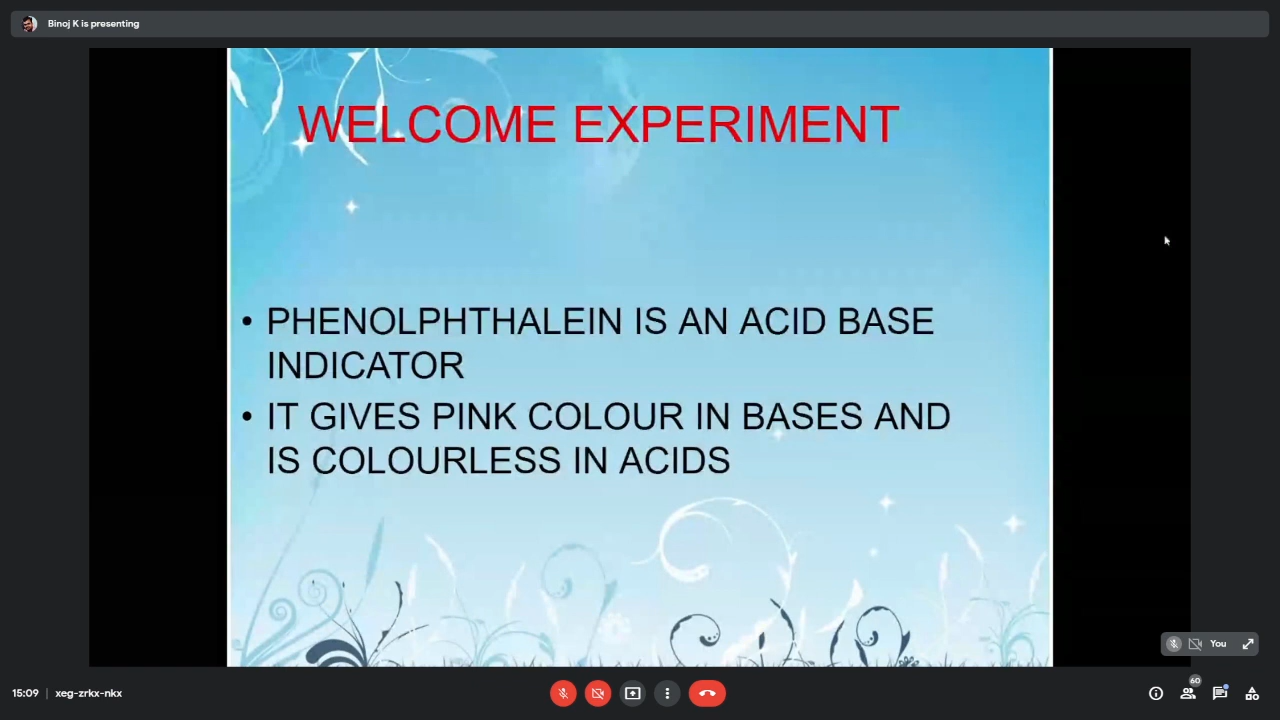 Binoj K is presenting
WELCOME EXPERIMENT
• PHENOLPHTHALEIN IS AN ACID BASE
INDICATOR
• IT GIVES PINK COLOUR IN BASES AND
IS COLOURLESS IN ACIDS
You
60
15:09 | xeg-zrkx-nkx